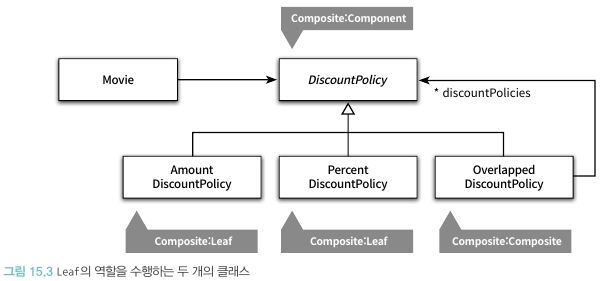 Composite:Component
Movie
DiscountPolicy
* discountPolicies
Amount
DiscountPolicy
Percent
DiscountPolicy
Overlapped
DiscountPolicy
Composite:Leaf
Composite:Leaf
Composite:Composite
그림 15.3 Leaf의 역할을 수행하는 두 개의 클래스